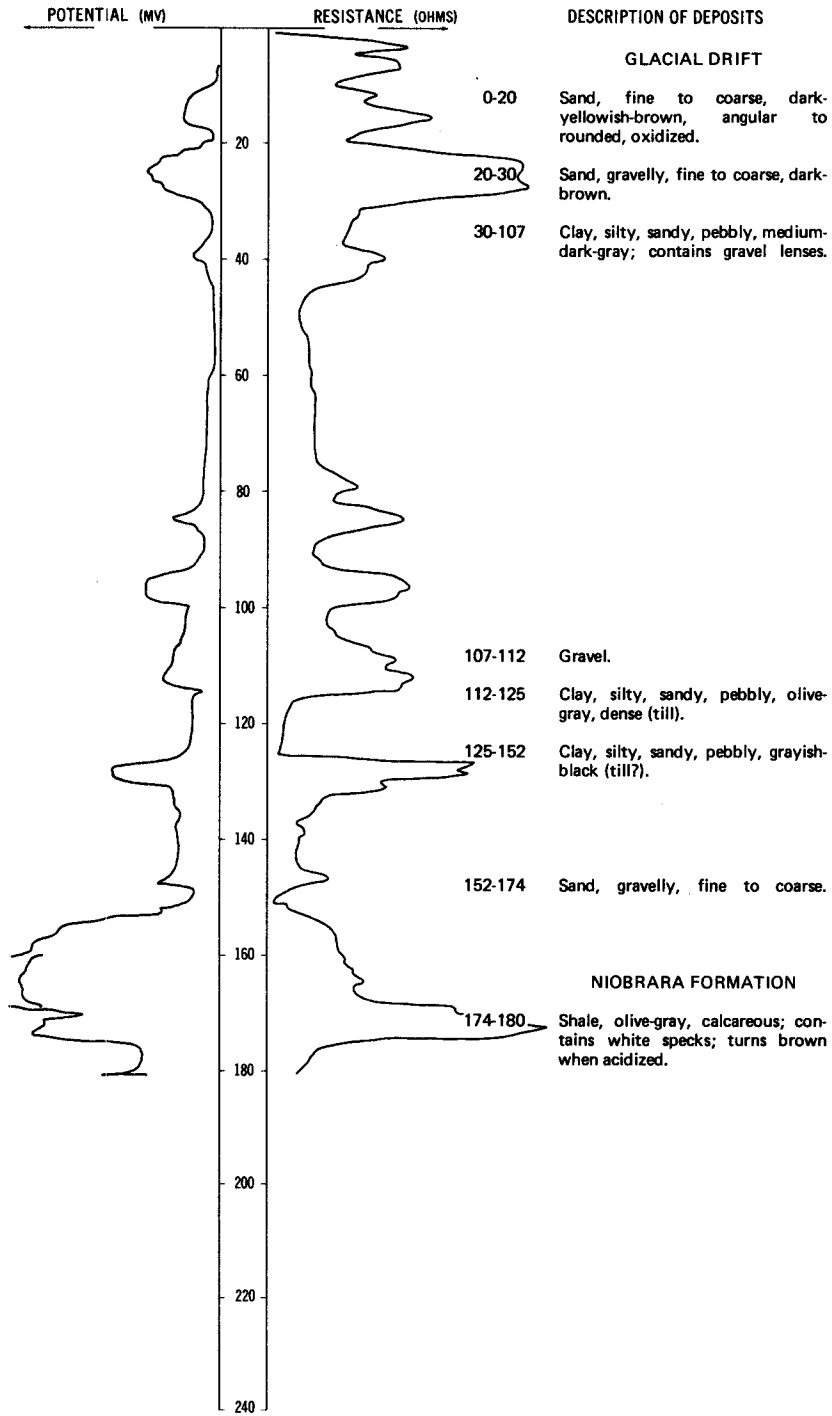 POTENTIAL (MV) RESISTANCE (OHMS) DESCRIPTION OF DEPOSITS
GLACIAL DRIFT
0-20 Sand, fine to coarse, dark-
yellowish-brown, angular to
rounded, oxidized.
20
20-30 Sand, gravelly, fine to coarse, dark-
brown.
30-107 Clay, silty, sandy, pebbly, medium-
dark-gray; contains gravel lenses.
40
60
80
100
107-112 Gravel.
112-125 Clay, silty, sandy, pebbly, olive-
gray, dense (till).
120
125-152 Clay, silty, sandy, pebbly, grayish-
black (till?).
140
152-174 Sand, gravelly, fine to coarse.
160
NIOBRARA FORMATION
174-180 Shale, olive-gray, calcareous; con-
tains white specks; turns brown
when acidized.
180
200
220
240